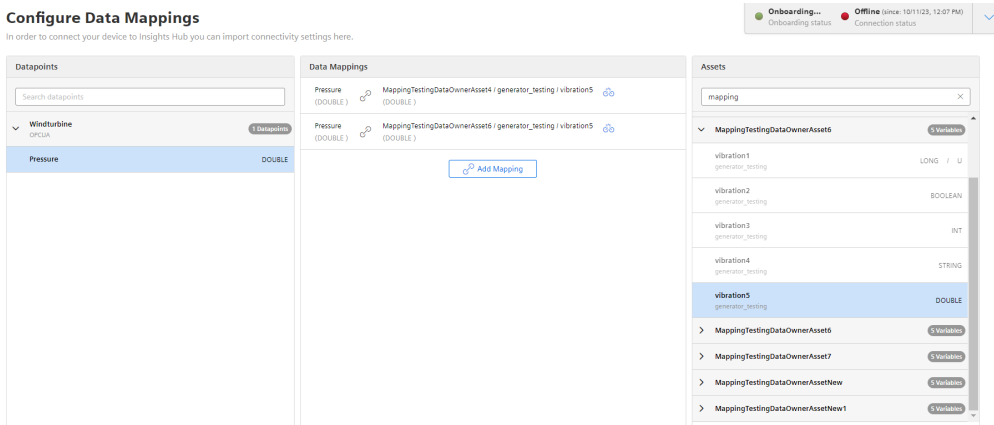 Configure Data Mappings
In order to connect your device to Insights Hub you can import connectivity settings here.
Onboarding...
Onboarding status
Offline (since: 10/11/23, 12:07 PM)
Connection status
Datapoints
Search datapoints
Windturbine
OPCUA
1 Datapoints
Pressure DOUBLE
Data Mappings
Pressure MappingTestingDataOwnerAsset4 / generator_testing / vibration5
(DOUBLE ) (DOUBLE )
Pressure MappingTestingDataOwnerAsset6 / generator_testing / vibration5
(DOUBLE ) (DOUBLE )
Add Mapping
Assets
mapping
MappingTestingDataOwnerAsset6 5 Variables
vibration1
generator_testing
LONG / U
vibration2
generator_testing
BOOLEAN
vibration3
generator_testing
INT
vibration4
generator_testing
STRING
vibration5
generator_testing
DOUBLE
MappingTestingDataOwnerAsset6 5 Variables
MappingTestingDataOwnerAsset7 5 Variables
MappingTestingDataOwnerAssetNew 5 Variables
MappingTestingDataOwnerAssetNew1 5 Variables